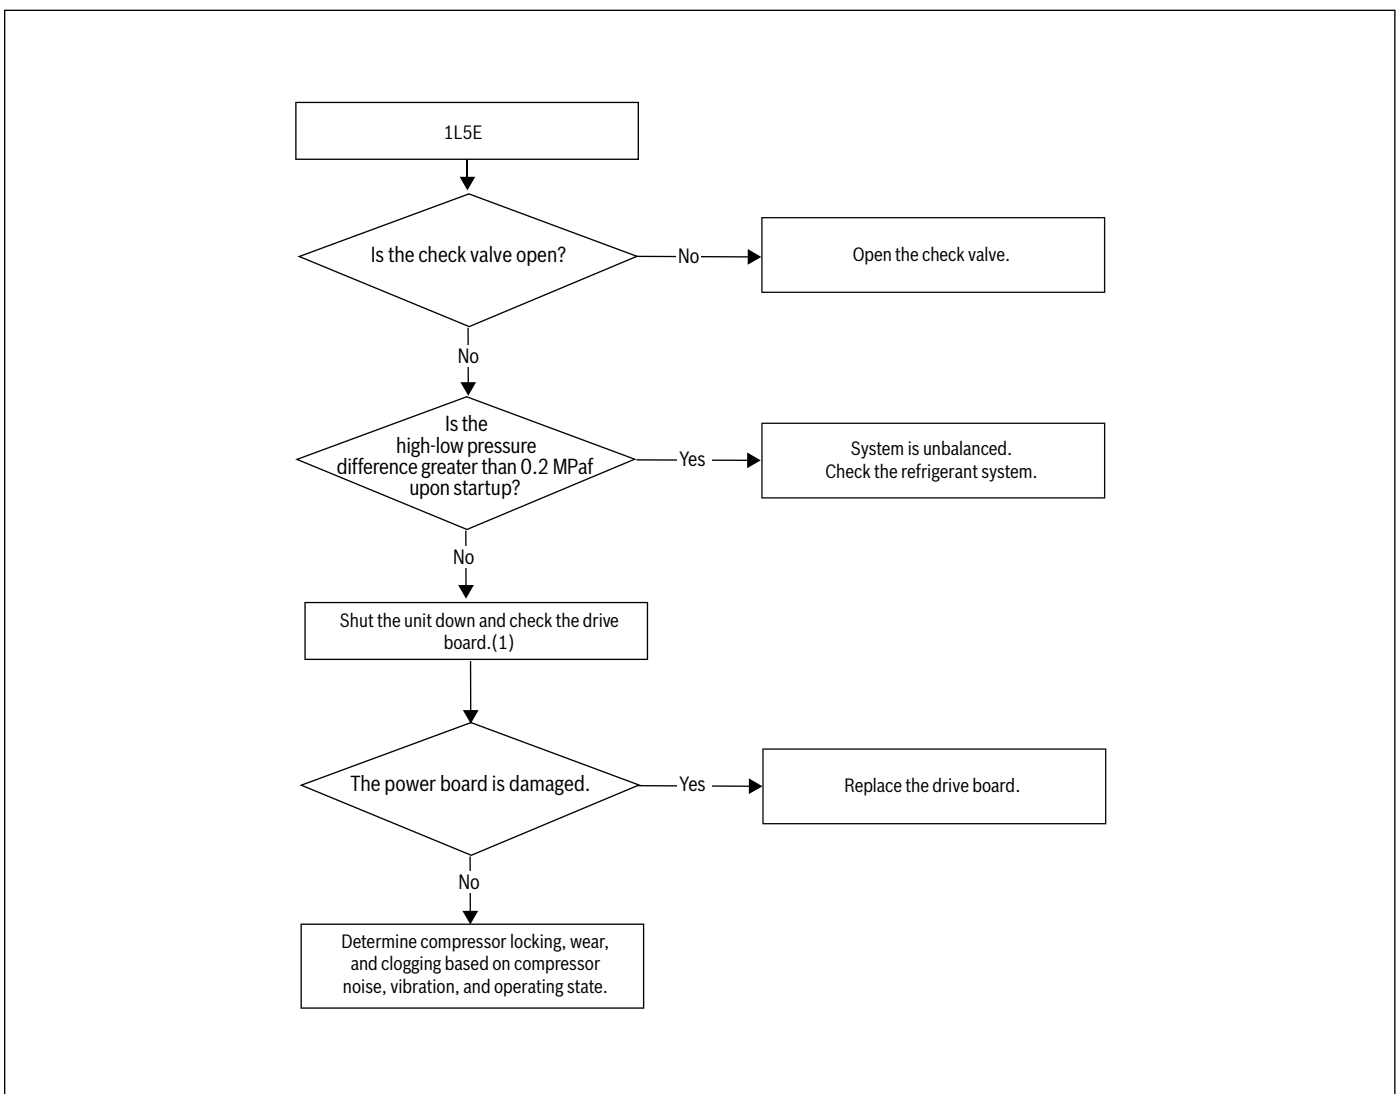 1L5E
Is the check valve open?
No
Open the check valve.
No
Is the
high-low pressure
difference greater than 0.2 MPaf
upon startup?
Yes
System is unbalanced.
Check the refrigerant system.
No
Shut the unit down and check the drive
board.(1)
The power board is damaged.
Yes
Replace the drive board.
No
Determine compressor locking, wear,
and clogging based on compressor
noise, vibration, and operating state.